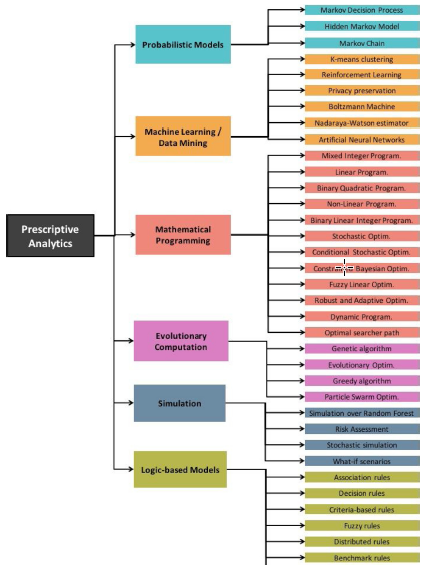 Prescriptive
Analytics
Probabilistic Models
Markov Decision Process
Hidden Markov Model
Markov Chain
Machine Learning /
Data Mining
K-means clustering
Reinforcement Learning
Privacy preservation
Boltzmann Machine
Nadaraya-Watson estimator
Artificial Neural Networks
Mathematical
Programming
Mixed Integer Program.
Linear Program.
Binary Quadratic Program.
Non-Linear Program.
Binary Linear Integer Program.
Stochastic Optim.
Conditional Stochastic Optim.
Bayesian Optim.
Fuzzy Linear Optim.
Robust and Adaptive Optim.
Dynamic Program.
Optimal searcher path
Evolutionary
Computation
Genetic algorithm
Evolutionary Optim.
Greedy algorithm
Particle Swarm Optim.
Simulation
Simulation over Random Forest
Risk Assessment
Stochastic simulation
What-if scenarios
Logic-based Models
Association rules
Decision rules
Criteria-based rules
Fuzzy rules
Distributed rules
Benchmark rules